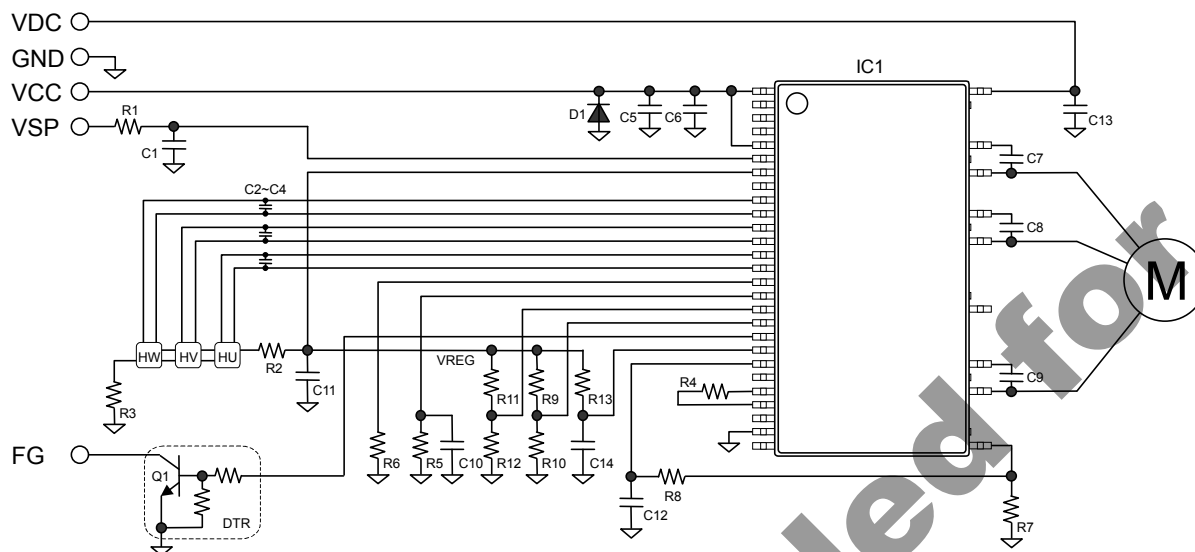 VDC
GND
VCC
VSP
R1
C1
D1
C5
C6
IC1
C13
C7
C2~C4
C8
M
HW
HV
HU
R2
VREG
C11
R3
R11
R9
R13
R4
C9
R6
R5
C10
R12
R10
C14
R8
C12
R7
FG
Q1
DTR
led for